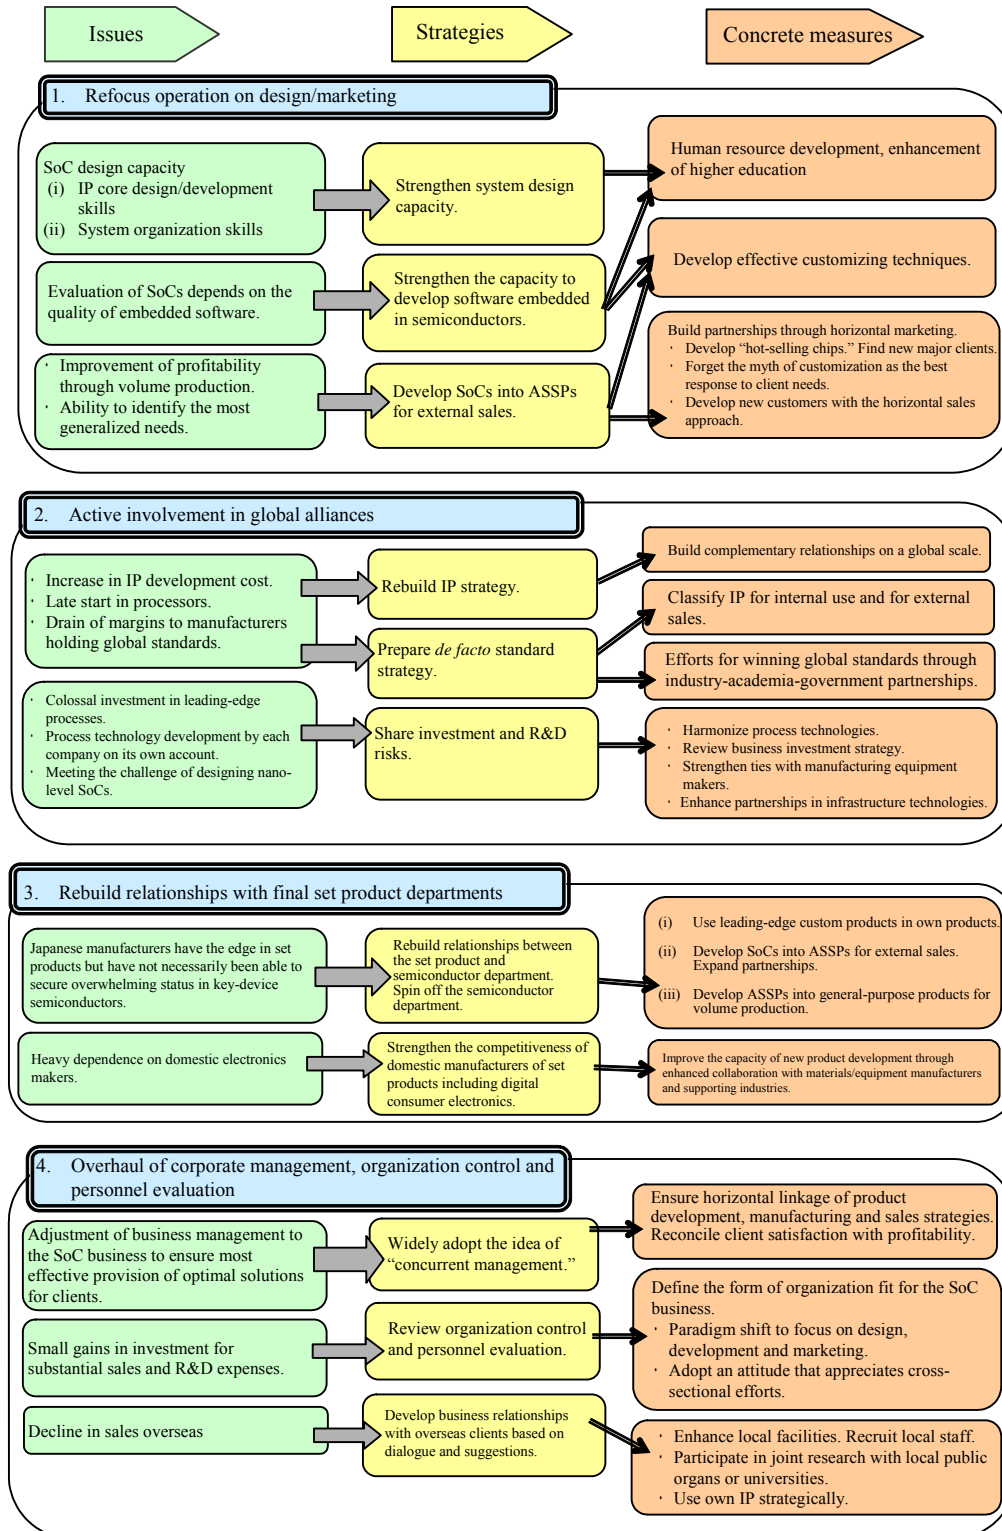 Issues
Strategies
Concrete measures
1. Refocus operation on design/marketing
SoC design capacity
(i) IP core design/development
skills
(ii) System organization skills
Strengthen system design
capacity.
Human resource development, enhancement
of higher education
Evaluation of SoCs depends on the
quality of embedded software.
Strengthen the capacity to
develop software embedded
in semiconductors.
Develop effective customizing techniques.
· Improvement of profitability
through volume production.
· Ability to identify the most
generalized needs.
Develop SoCs into ASSPs
for external sales.
Build partnerships through horizontal marketing.
· Develop “hot-selling chips.” Find new major clients.
· Forget the myth of customization as the best
response to client needs.
· Develop new customers with the horizontal sales
approach.
2. Active involvement in global alliances
· Increase in IP development cost.
· Late start in processors.
· Drain of margins to manufacturers
holding global standards.
Rebuild IP strategy.
Prepare de facto standard
strategy.
Build complementary relationships on a global scale.
Classify IP for internal use and for external
sales.
Efforts for winning global standards through
industry-academia-government partnerships.
· Colossal investment in leading-edge
processes.
· Process technology development by each
company on its own account.
· Meeting the challenge of designing nano-
level SoCs.
Share investment and R&D
risks.
· Harmonize process technologies.
· Review business investment strategy.
· Strengthen ties with manufacturing equipment
makers.
· Enhance partnerships in infrastructure technologies.
3. Rebuild relationships with final set product departments
Japanese manufacturers have the edge in set
products but have not necessarily been able to
secure overwhelming status in key-device
semiconductors.
Rebuild relationships between
the set product and
semiconductor department.
Spin off the semiconductor
department.
(i) Use leading-edge custom products in own products.
(ii) Develop SoCs into ASSPs for external sales.
Expand partnerships.
(iii) Develop ASSPs into general-purpose products for
volume production.
Heavy dependence on domestic electronics
makers.
Strengthen the competitiveness of
domestic manufacturers of set
products including digital
consumer electronics.
Improve the capacity of new product development through
enhanced collaboration with materials/equipment manufacturers
and supporting industries.
4. Overhaul of corporate management, organization control and
personnel evaluation
Adjustment of business management to
the SoC business to ensure most
effective provision of optimal solutions
for clients.
Widely adopt the idea of
“concurrent management.”
Ensure horizontal linkage of product
development, manufacturing and sales strategies.
Reconcile client satisfaction with profitability.
Small gains in investment for
substantial sales and R&D expenses.
Review organization control
and personnel evaluation.
Define the form of organization fit for the SoC
business.
· Paradigm shift to focus on design,
development and marketing.
· Adopt an attitude that appreciates cross-
sectional efforts.
Decline in sales overseas
Develop business relationships
with overseas clients based on
dialogue and suggestions.
· Enhance local facilities. Recruit local staff.
· Participate in joint research with local public
organs or universities.
· Use own IP strategically.